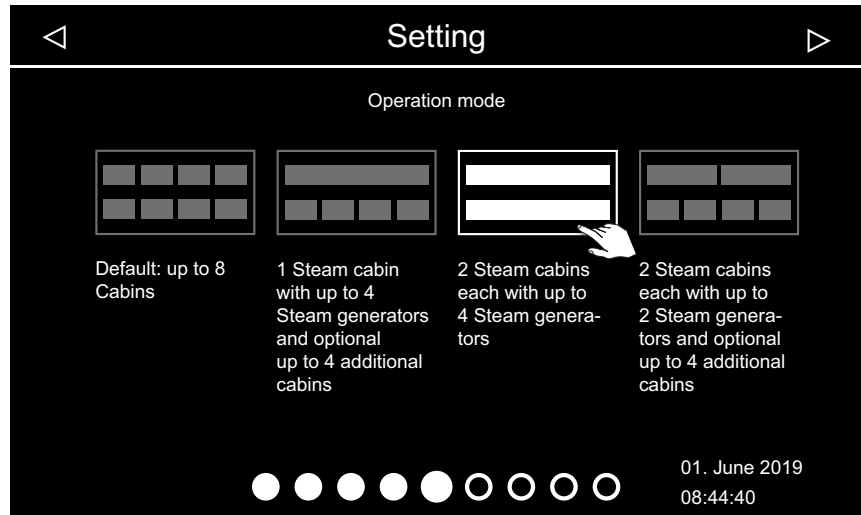 Setting
Operation mode
Default: up to 8
Cabins
1 Steam cabin
with up to 4
Steam generators
and optional
up to 4 additional
cabins
2 Steam cabins
each with up to
4 Steam genera-
tors
2 Steam cabins
each with up to
2 Steam genera-
tors and optional
up to 4 additional
cabins
01. June 2019
08:44:40